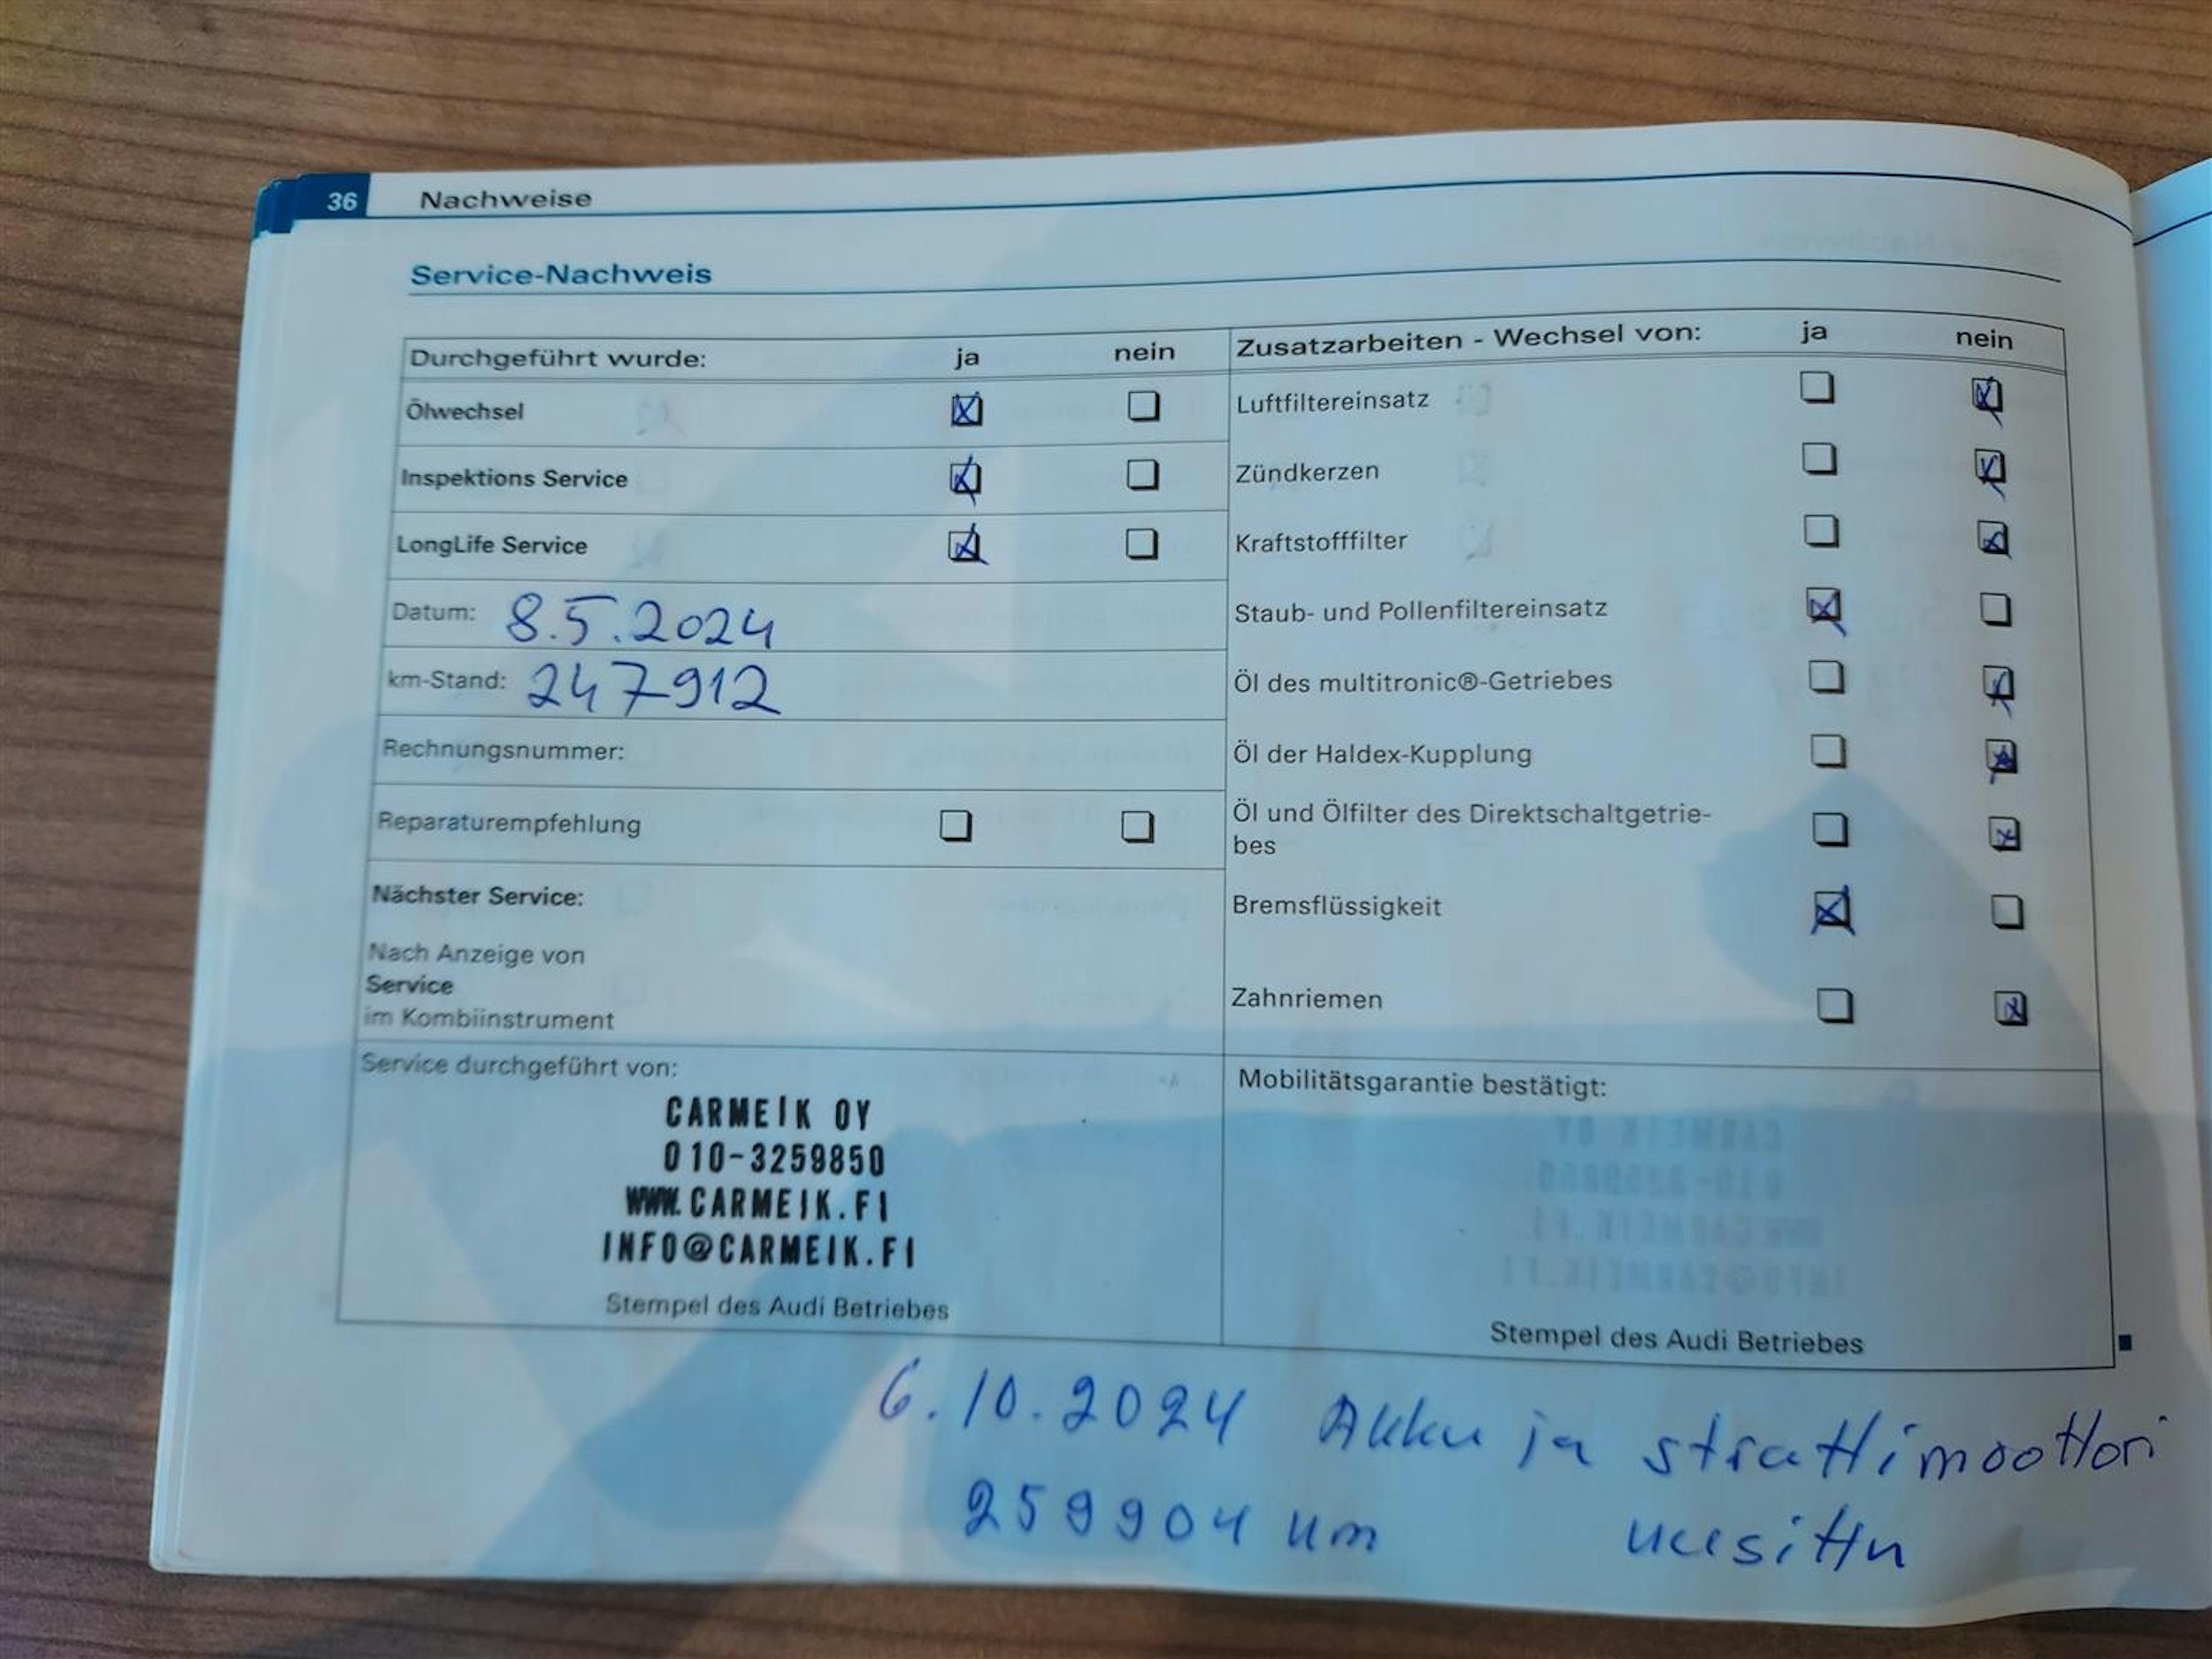 36 Nachweise
Service-Nachweis
Durchgeführt wurde: ja nein
Ölwechsel
Inspektions Service
LongLife Service
Datum: 8.5.2024
km-Stand: 247912
Rechnungsnummer:
Reparaturempfehlung
Nächster Service:
Nach Anzeige von
Service
im Kombiinstrument
Service durchgeführt von:
CARMEIK OY
010-3259850
WWW.CARMEIK.FI
INFO@CARMEIK.FI
Stempel des Audi Betriebes
Zusatzarbeiten - Wechsel von: ja nein
Luftfiltereinsatz
Zündkerzen
Kraftstofffilter
Staub- und Pollenfiltereinsatz
Öl des multitronic®-Getriebes
Öl der Haldex-Kupplung
Öl und Ölfilter des Direktschaltgetrie-
bes
Bremsflüssigkeit
Zahnriemen
Mobilitätsgarantie bestätigt:
Stempel des Audi Betriebes
6.10.2024 Akku ja strattimoottori
259904 km uusittu